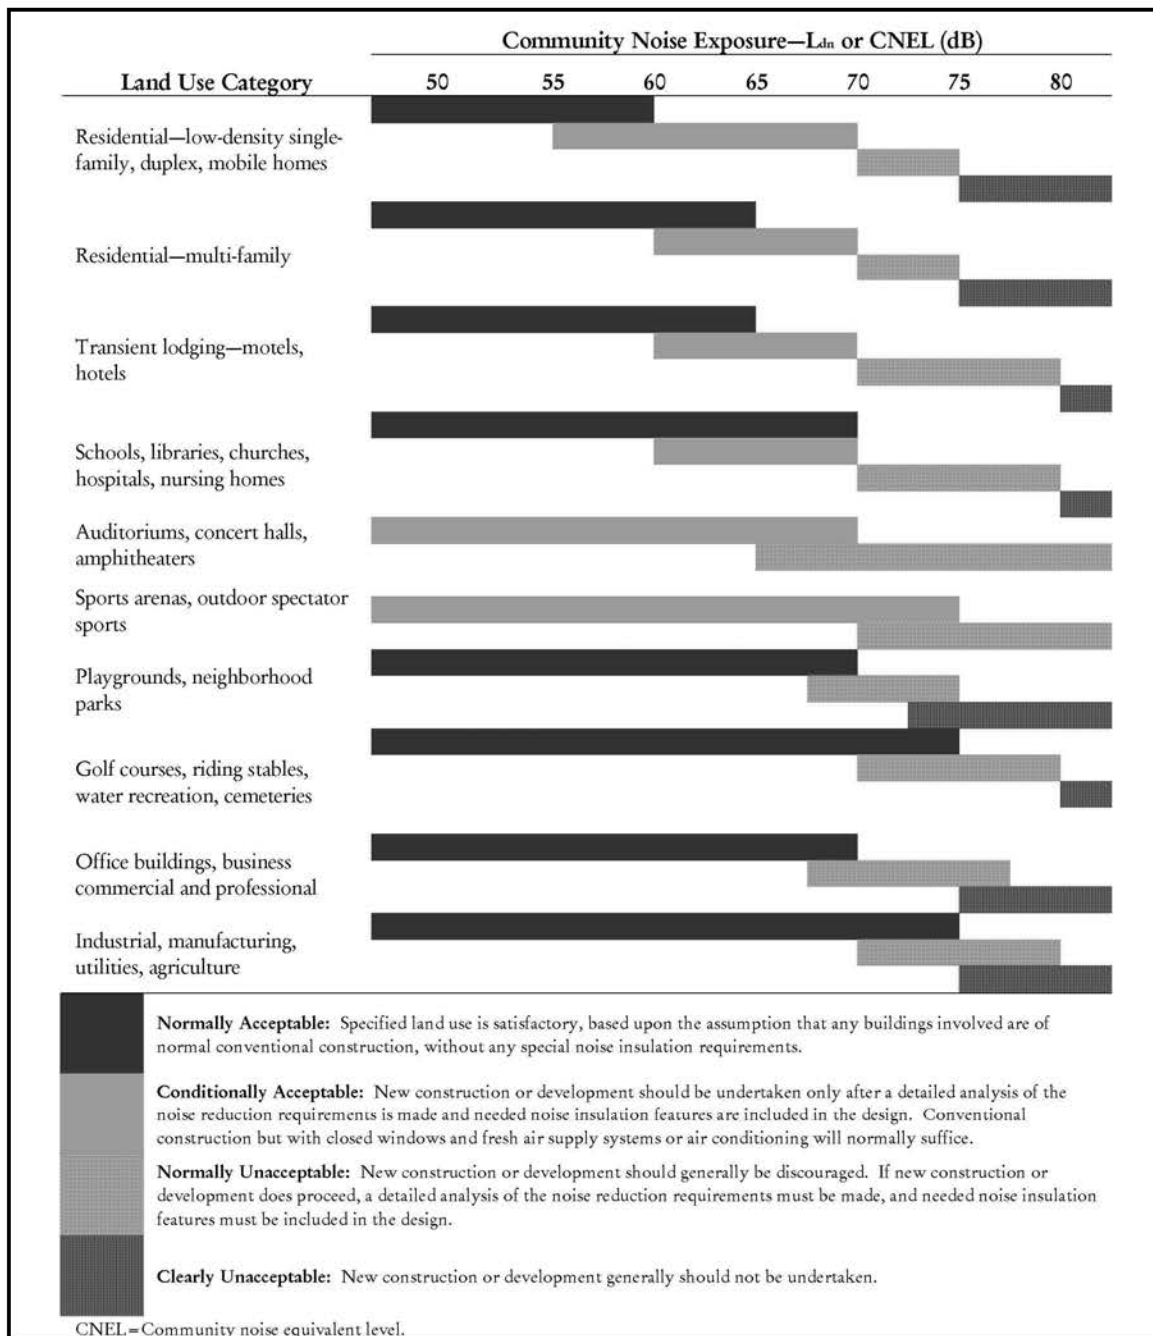 Community Noise Exposure—Ldn or CNEL (dB)
Land Use Category 50 55 60 65 70 75 80
Residential—low-density single-
family, duplex, mobile homes
Residential—multi-family
Transient lodging—motels,
hotels
Schools, libraries, churches,
hospitals, nursing homes
Auditoriums, concert halls,
amphitheaters
Sports arenas, outdoor spectator
sports
Playgrounds, neighborhood
parks
Golf courses, riding stables,
water recreation, cemeteries
Office buildings, business
commercial and professional
Industrial, manufacturing,
utilities, agriculture
Normally Acceptable: Specified land use is satisfactory, based upon the assumption that any buildings involved are of
normal conventional construction, without any special noise insulation requirements.
Conditionally Acceptable: New construction or development should be undertaken only after a detailed analysis of the
noise reduction requirements is made and needed noise insulation features are included in the design. Conventional
construction but with closed windows and fresh air supply systems or air conditioning will normally suffice.
Normally Unacceptable: New construction or development should generally be discouraged. If new construction or
development does proceed, a detailed analysis of the noise reduction requirements must be made, and needed noise insulation
features must be included in the design.
Clearly Unacceptable: New construction or development generally should not be undertaken.
CNEL=Community noise equivalent level.